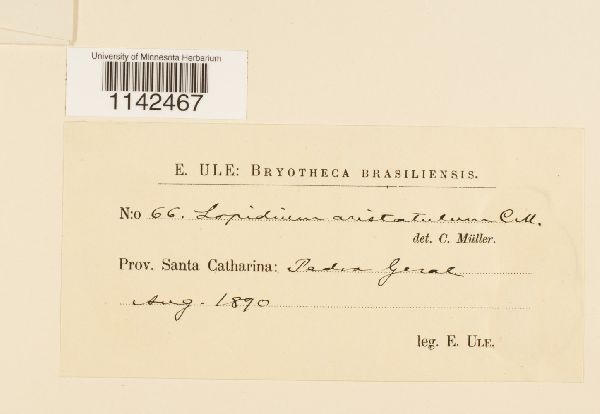 University of Minnesota Herbarium
1142467
E. ULE: BRYOTHECA BRASILIENSIS.
N:o 66. Lopidium aristatulum C.M.
det. C. Müller.
Prov. Santa Catharina: Pedra Geral
Aug. 1890
leg. E. ULE.